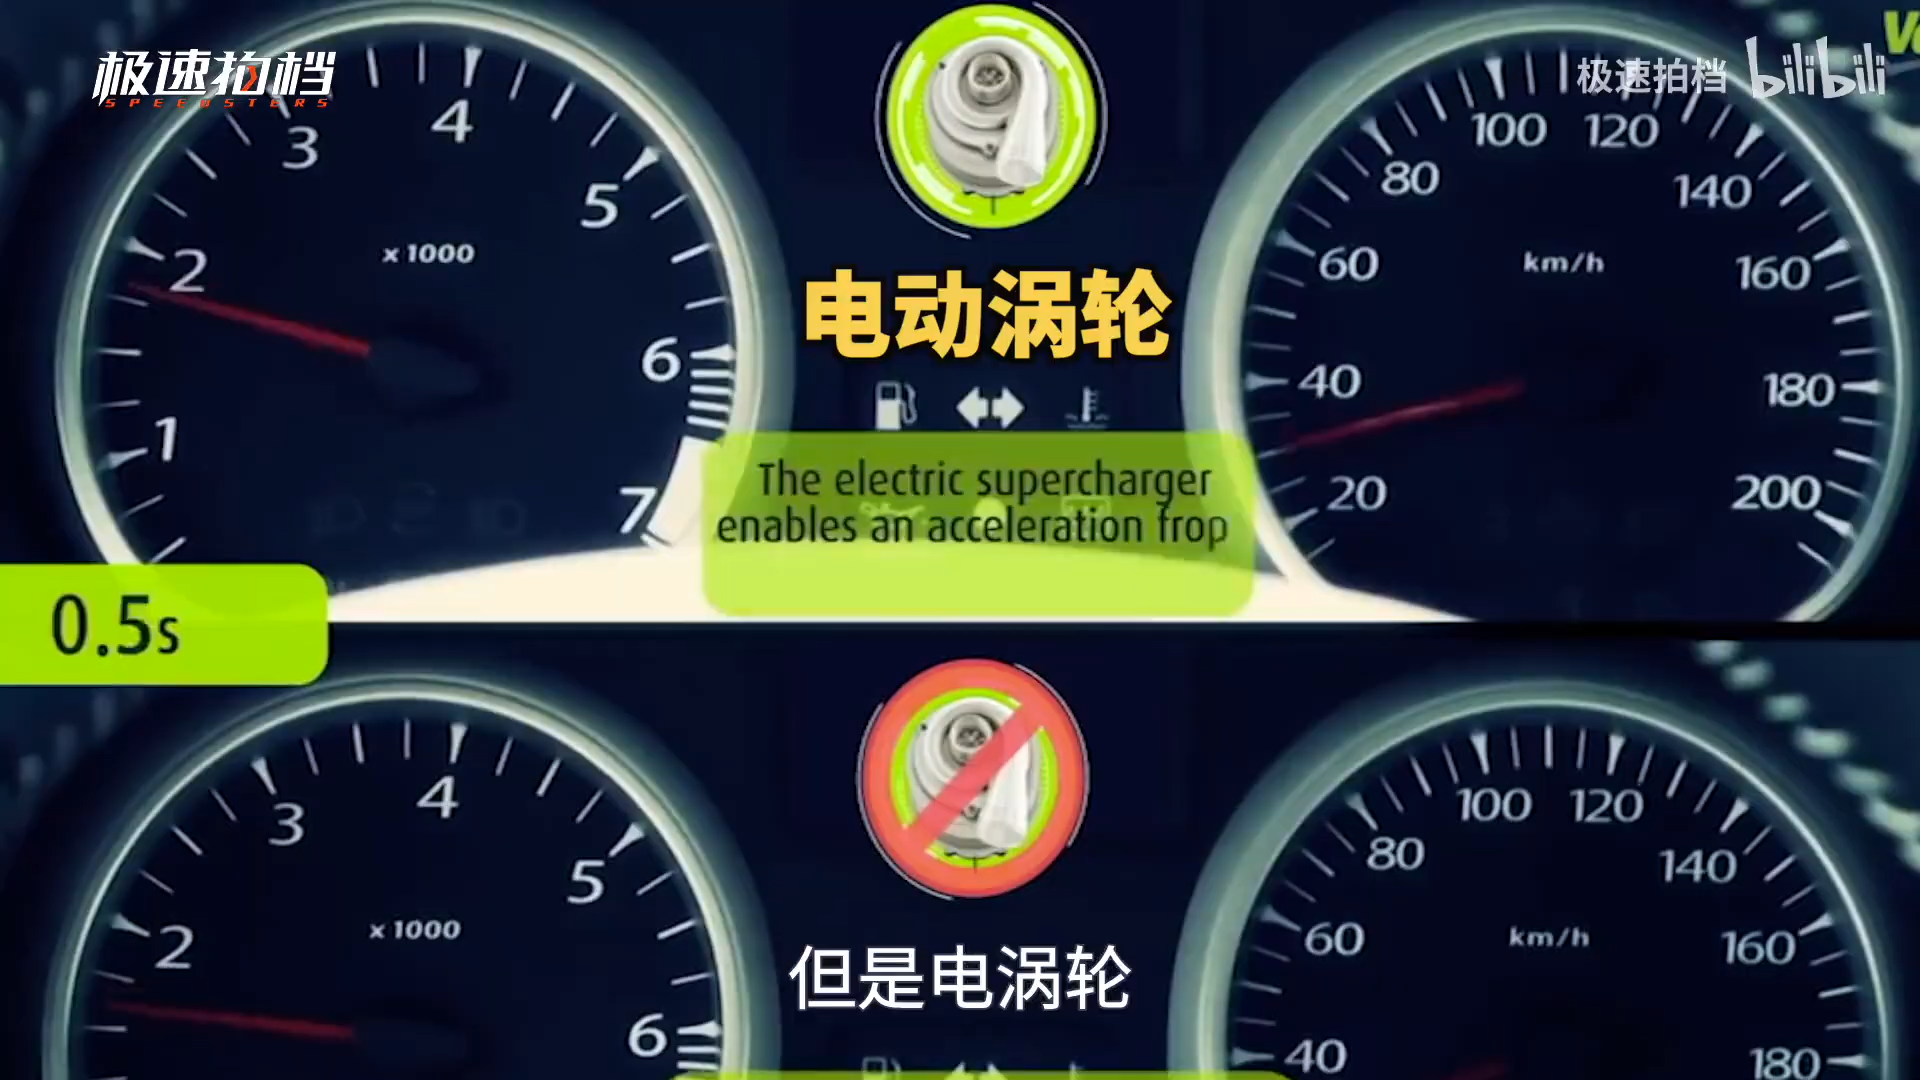 极速拍档
SPEEDSTERS
极速拍档 bilibili
3
4
5
2
x1000
6
1
7
电动涡轮
100
120
80
140
60
km/h
160
40
180
20
200
The electric supercharger
enables an acceleration frop
0.5s
3
4
5
2
x1000
6
但是电涡轮
100
120
80
140
60
km/h
160
40
180